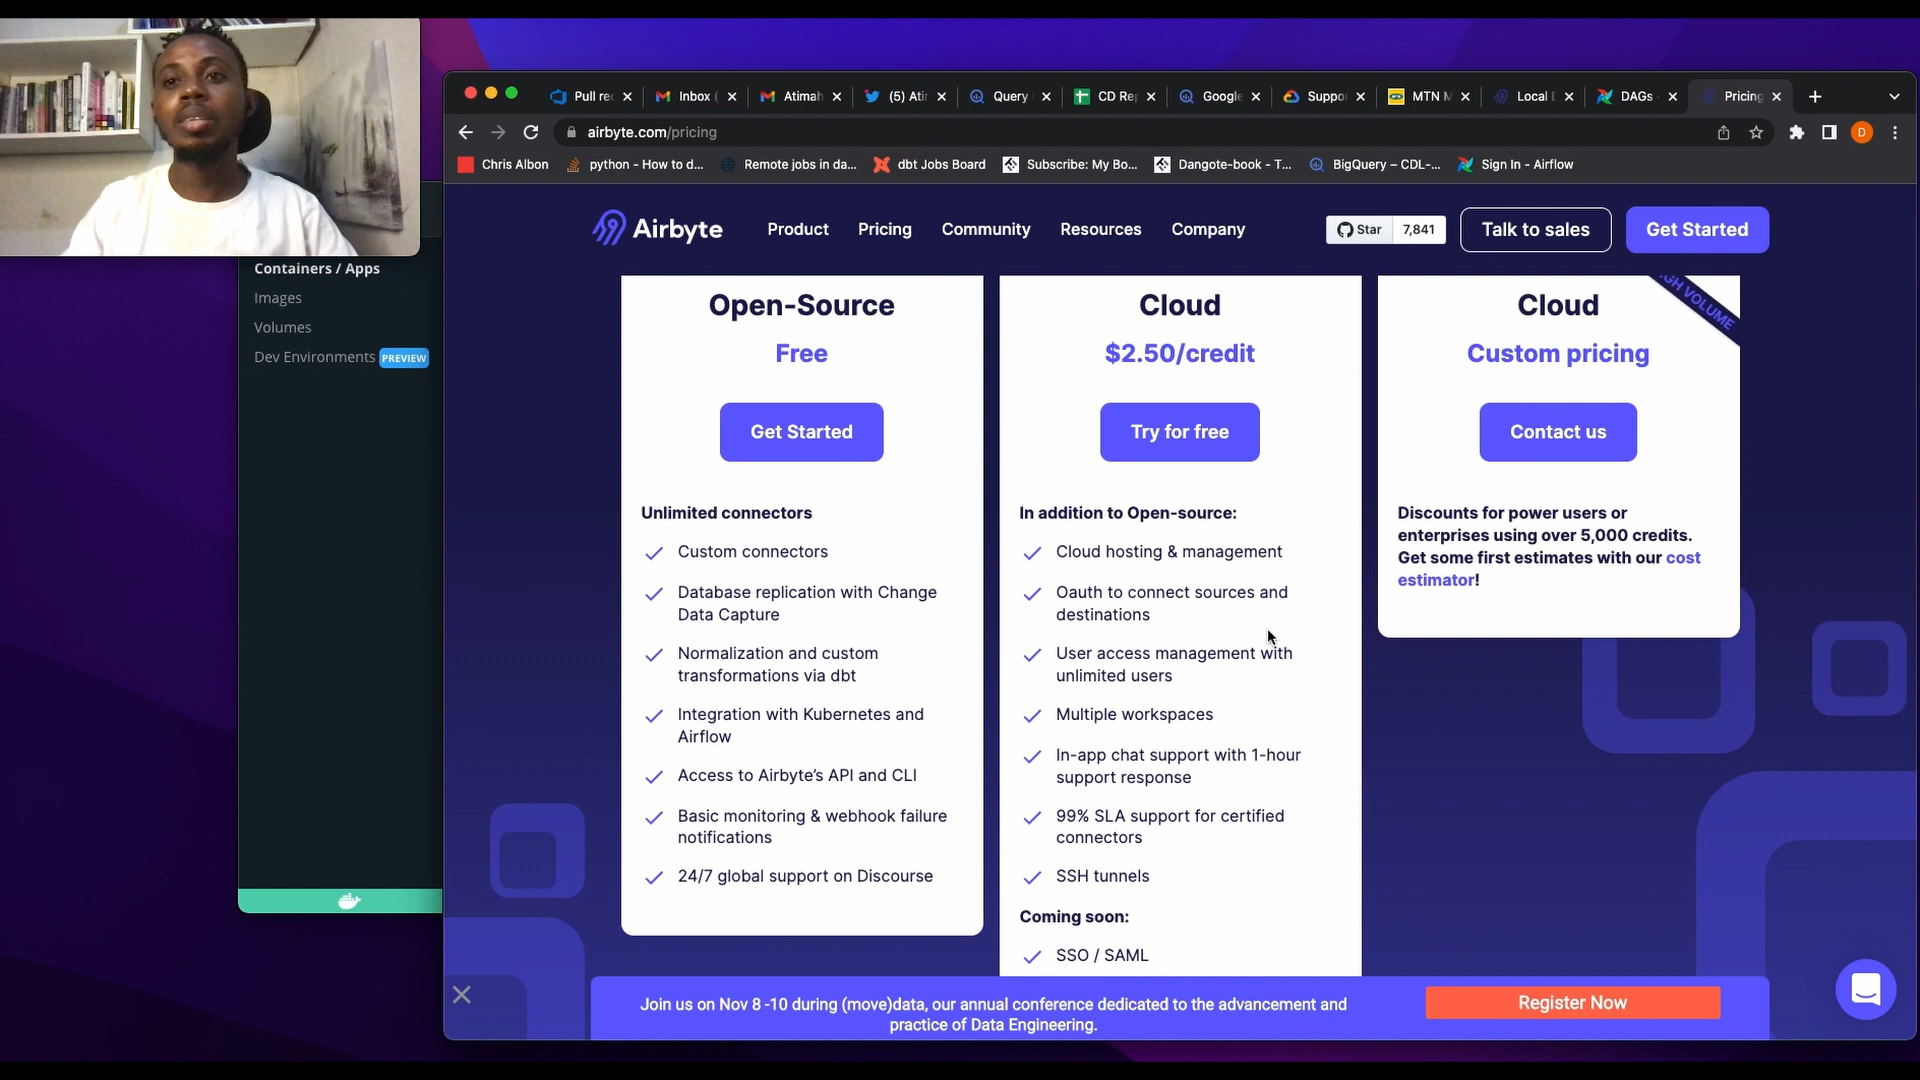 Pull re
Inbox (
Atimah
(5) Ati
Query
CD Rep
Google
Suppo
MTN M
Local
DAGs
Pricing
airbyte.com/pricing
D
Chris Albon
python - How to d...
Remote jobs in da...
dbt Jobs Board
Subscribe: My Bo...
Dangote-book - T...
BigQuery – CDL-...
Sign In - Airflow
Airbyte
Product
Pricing
Community
Resources
Company
Star
7,841
Talk to sales
Get Started
Containers / Apps
Images
Volumes
Dev Environments PREVIEW
Open-Source
Free
Get Started
Unlimited connectors
Custom connectors
Database replication with Change
Data Capture
Normalization and custom
transformations via dbt
Integration with Kubernetes and
Airflow
Access to Airbyte’s API and CLI
Basic monitoring & webhook failure
notifications
24/7 global support on Discourse
Cloud
$2.50/credit
Try for free
In addition to Open-source:
Cloud hosting & management
Oauth to connect sources and
destinations
User access management with
unlimited users
Multiple workspaces
In-app chat support with 1-hour
support response
99% SLA support for certified
connectors
SSH tunnels
Coming soon:
SSO / SAML
VOLUME
Cloud
Custom pricing
Contact us
Discounts for power users or
enterprises using over 5,000 credits.
Get some first estimates with our cost
estimator!
Join us on Nov 8 -10 during (move)data, our annual conference dedicated to the advancement and
practice of Data Engineering.
Register Now